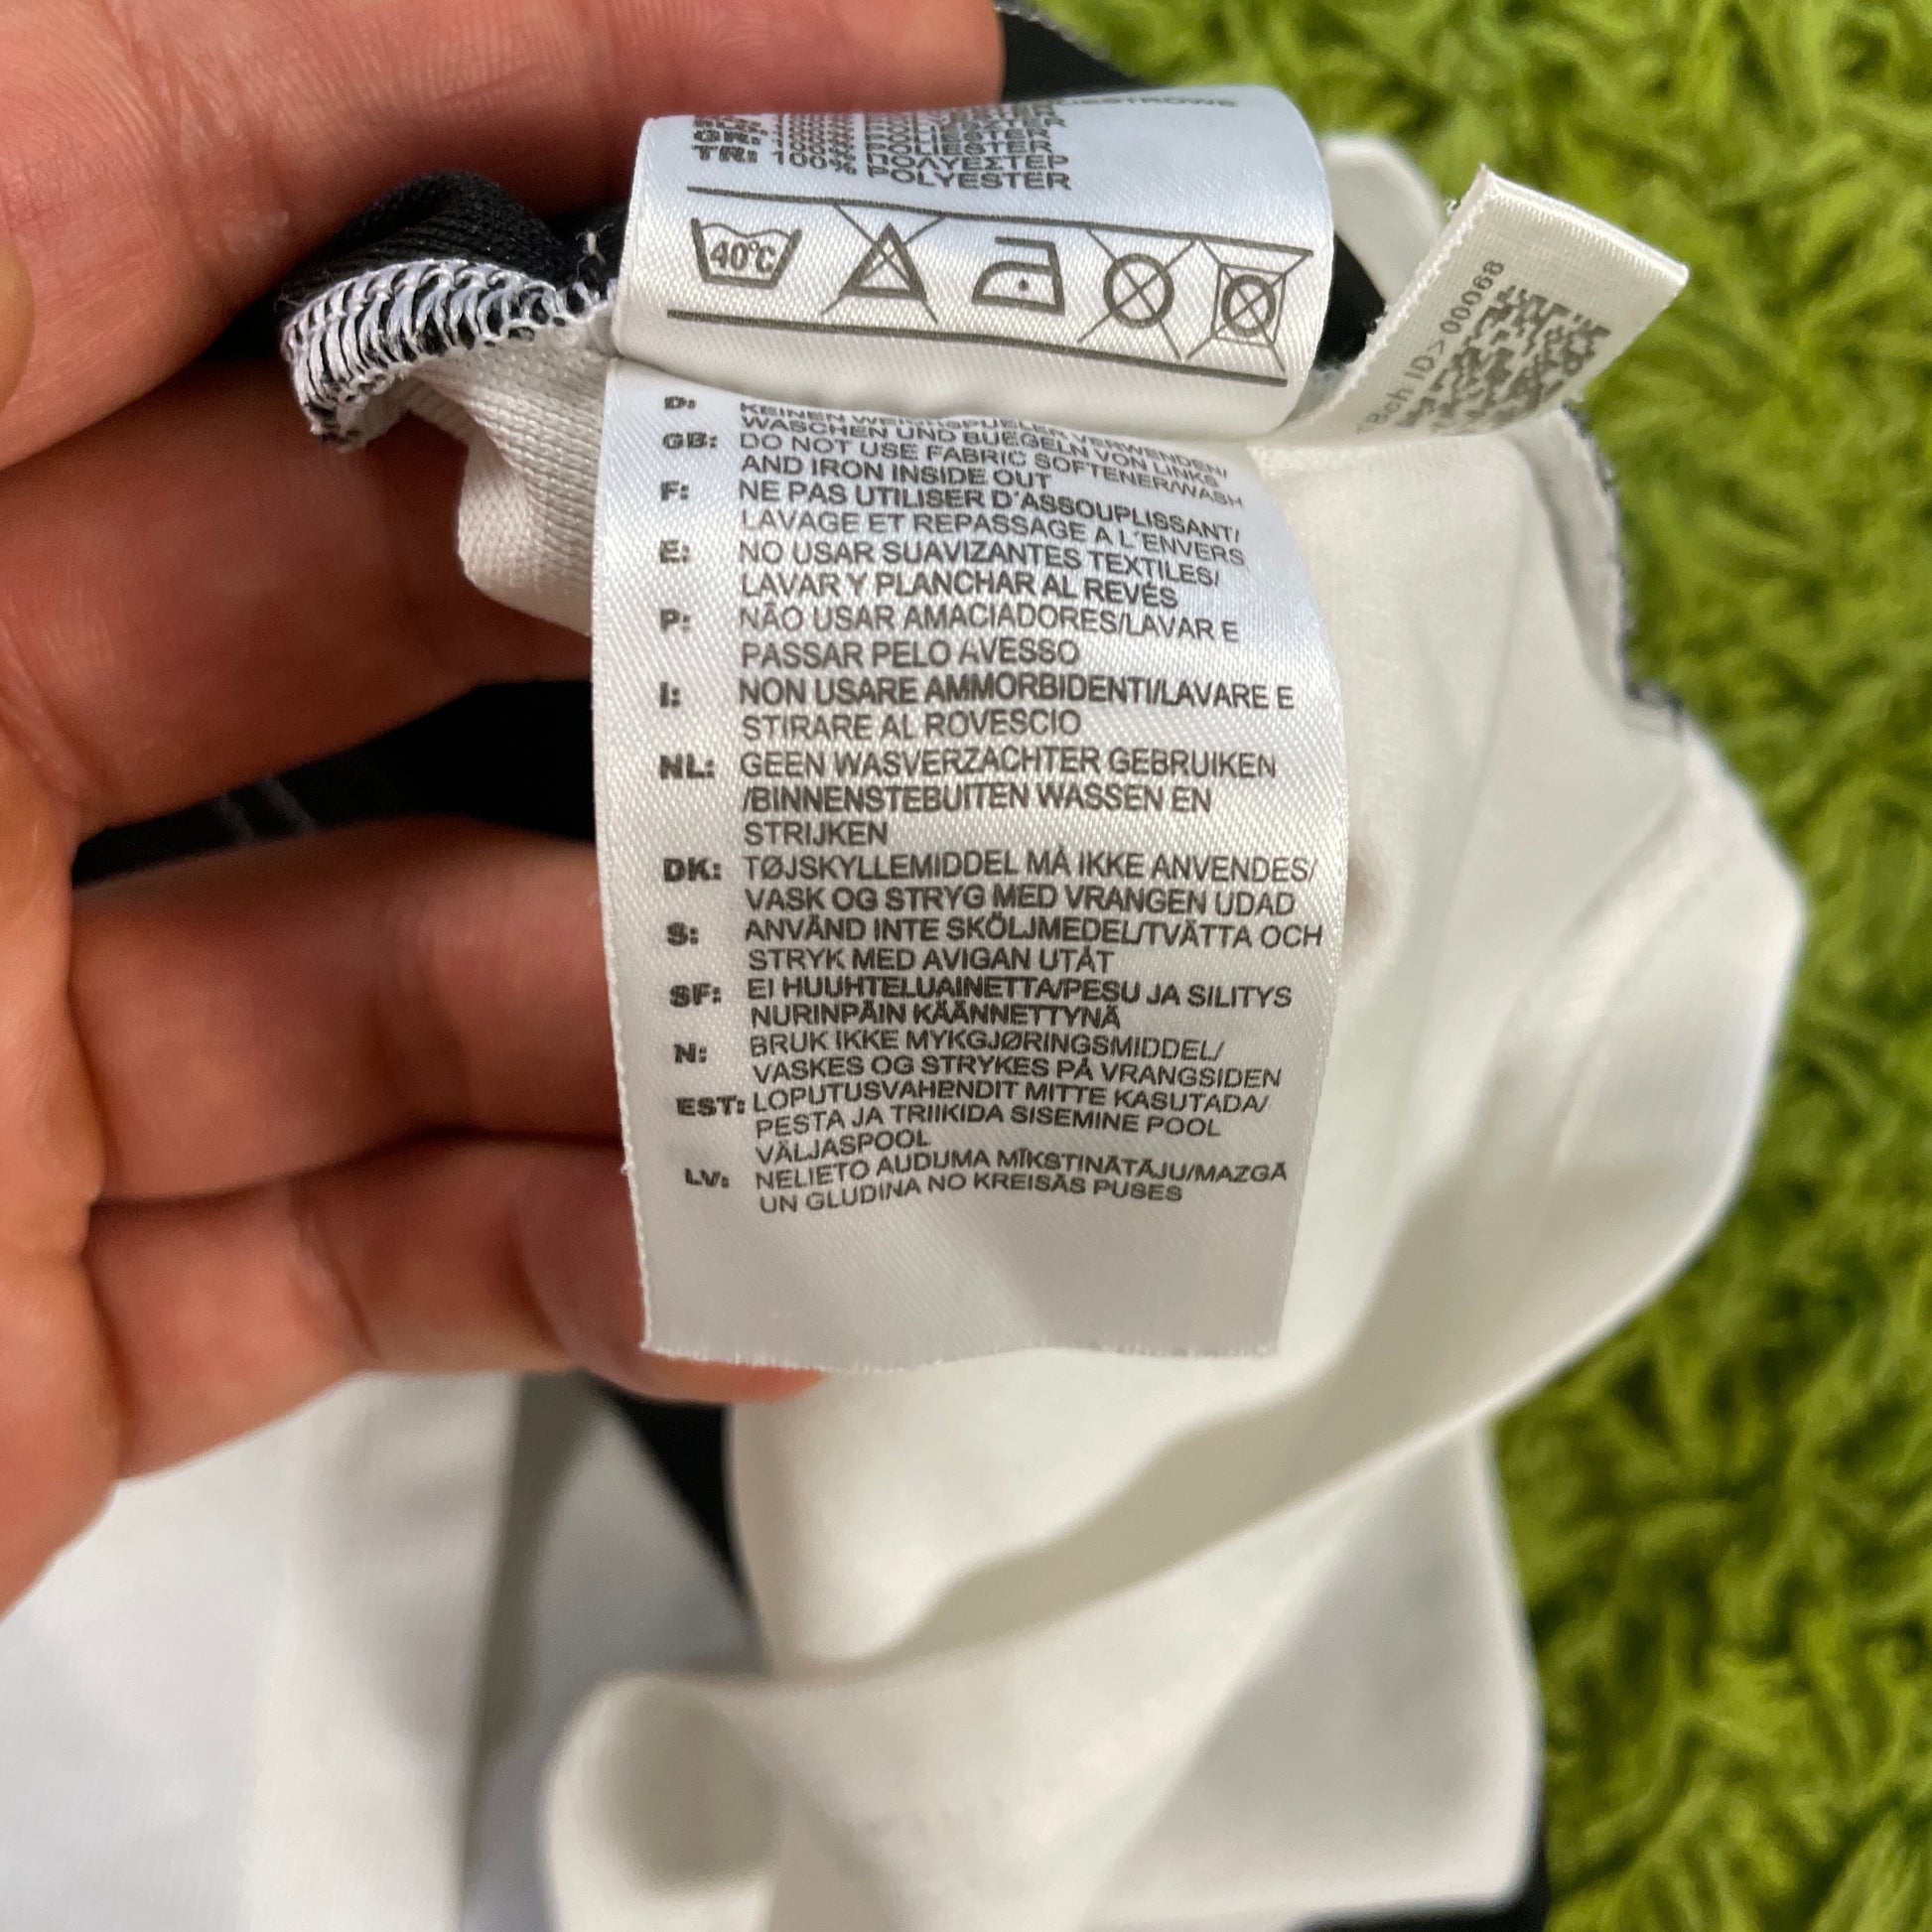 POLIESTER
TR: 100% ΠΟΛΥΕΣΤΕΡ
POLYESTER
40°C
D: KEINEN WEICHSPUELER VERWENDEN/
WASCHEN UND BUEGELN VON LINKS
GB: DO NOT USE FABRIC SOFTENER/WASH
AND IRON INSIDE OUT
F: NE PAS UTILISER D'ASSOUPLISSANT/
LAVAGE ET REPASSAGE A L'ENVERS
E: NO USAR SUAVIZANTES TEXTILES/
LAVAR Y PLANCHAR AL REVÉS
P: NÃO USAR AMACIADORES/LAVAR E
PASSAR PELO AVESSO
I: NON USARE AMMORBIDENTI/LAVARE E
STIRARE AL ROVESCIO
NL: GEEN WASVERZACHTER GEBRUIKEN
/BINNENSTEBUITEN WASSEN EN
STRIJKEN
DK: TØJSKYLLEMIDDEL MÅ IKKE ANVENDES/
VASK OG STRYG MED VRANGEN UDAD
S: ANVÄND INTE SKÖLJMEDEL/TVÄTTA OCH
STRYK MED AVIGAN UTÅT
SF: EI HUUHTELUAINETTA/PESU JA SILITYS
NURINPÄIN KÄÄNNETTYNÄ
N: BRUK IKKE MYKGJØRINGSMIDDEL/
VASKES OG STRYKES PÅ VRANGSIDEN
EST: LOPUTUSVAHENDIT MITTE KASUTADA/
PESTA JA TRIIKIDA SISEMINE POOL
VÄLJASPOOL
LV: NELIETO AUDUMA MĪKSTINĀTĀJU/MAZGĀ
UN GLUDINA NO KREISĀS PUSES
Bch ID>00068